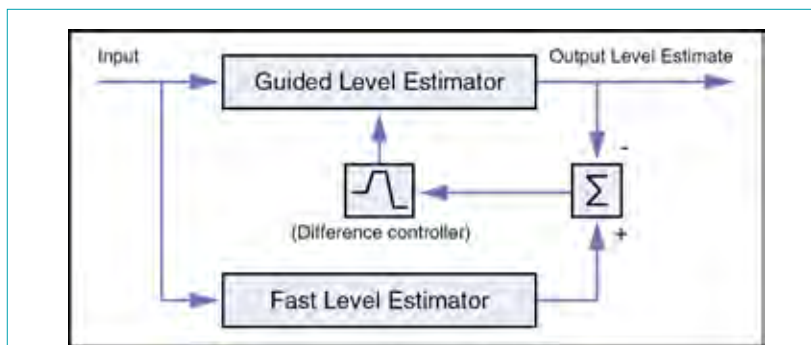 Input
Output Level Estimate
Guided Level Estimator
-
Σ
(Difference controller)
+
Fast Level Estimator